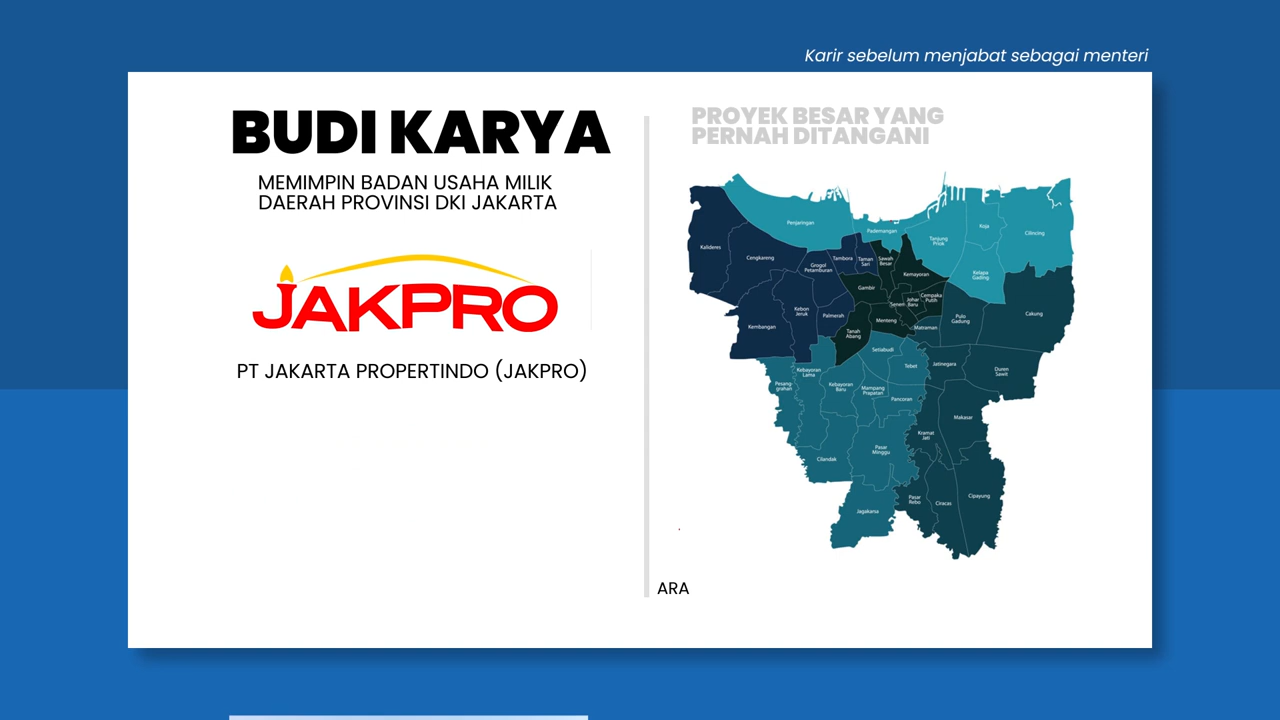 Karir sebelum menjabat sebagai menteri
BUDI KARYA
MEMIMPIN BADAN USAHA MILIK
DAERAH PROVINSI DKI JAKARTA
JAKPRO
PT JAKARTA PROPERTINDO (JAKPRO)
PROYEK BESAR YANG
PERNAH DITANGANI
Penjaringan
Pademangan
Tanjung
Priok
Koja
Cilincing
Kalideres
Cengkareng
Grogol
Petamburan
Tambora
Taman
Sari
Sawah
Besar
Kemayoran
Kelapa
Gading
Gambir
Senen
Johar
Baru
Cempaka
Putih
Kembangan
Kebon
Jeruk
Palmerah
Tanah
Abang
Menteng
Matraman
Pulo
Gadung
Cakung
Setiabudi
Tebet
Jatinegara
Duren
Sawit
Pesang-
grahan
Kebayoran
Lama
Kebayoran
Baru
Mampang
Prapatan
Pancoran
Makasar
Kramat
Jati
Cilandak
Pasar
Minggu
Jagakarsa
Pasar
Rebo
Ciracas
Cipayung
ARA